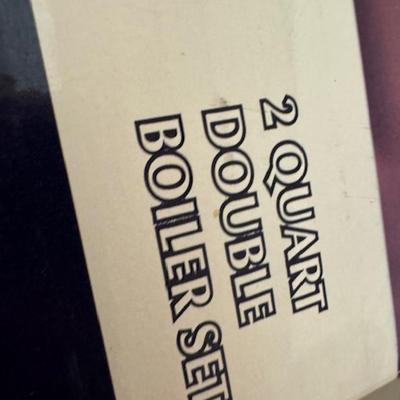 2 QUART
DOUBLE
BOILER SET